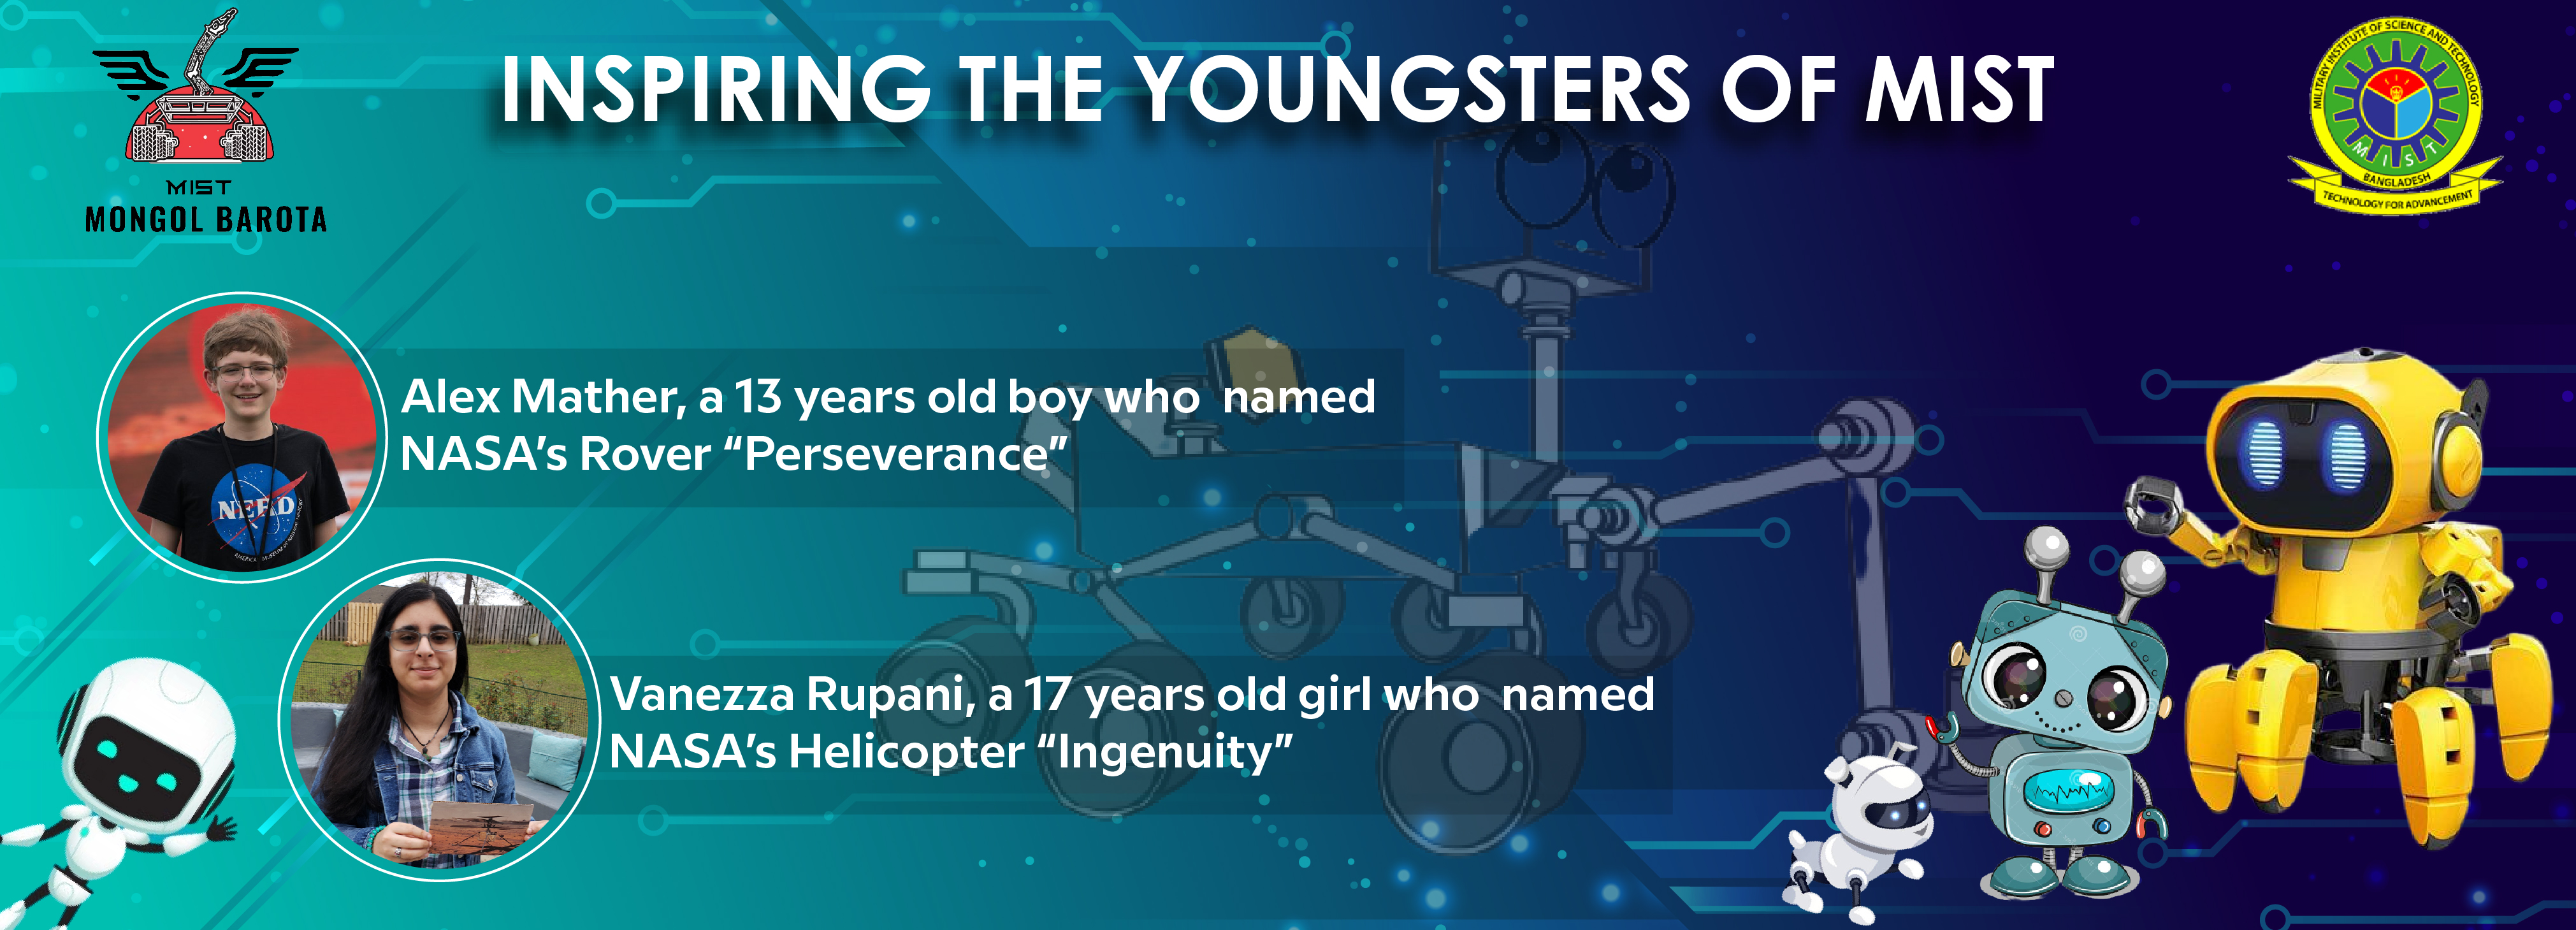 INSPIRING THE YOUNGSTERS OF MIST
MIST
MONGOL BAROTA
MILITARY INSTITUTE OF SCIENCE AND TECHNOLOGY
MIST
BANGLADESH
TECHNOLOGY FOR ADVANCEMENT
Alex Mather, a 13 years old boy who named
NASA’s Rover “Perseverance”
NERD
Vanezza Rupani, a 17 years old girl who named
NASA’s Helicopter “Ingenuity”